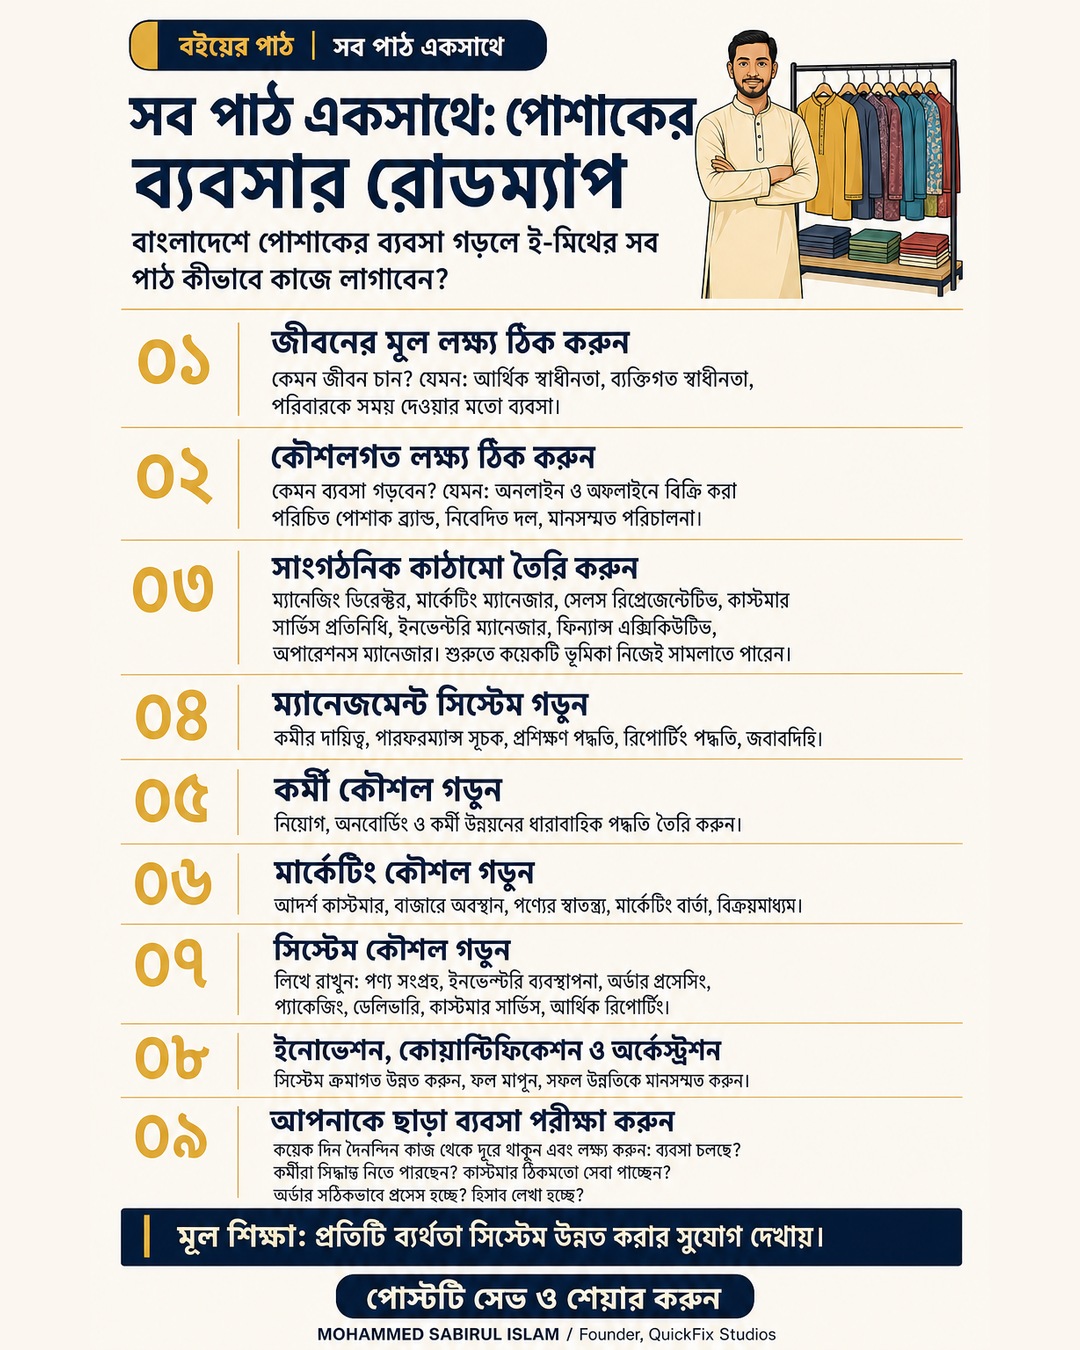 বইয়ের পাঠ | সব পাঠ একসাথে
সব পাঠ একসাথে: পোশাকের
ব্যবসার রোডম্যাপ
বাংলাদেশে পোশাকের ব্যবসা গড়লে ই-মিথের সব
পাঠ কীভাবে কাজে লাগাবেন?
০১
জীবনের মূল লক্ষ্য ঠিক করুন
কেমন জীবন চান? যেমন: আর্থিক স্বাধীনতা, ব্যক্তিগত স্বাধীনতা,
পরিবারকে সময় দেওয়ার মতো ব্যবসা।
০২
কৌশলগত লক্ষ্য ঠিক করুন
কেমন ব্যবসা গড়বেন? যেমন: অনলাইন ও অফলাইনে বিক্রি করা
পরিচিত পোশাক ব্র্যান্ড, নিবেদিত দল, মানসম্মত পরিচালনা।
০৩
সাংগঠনিক কাঠামো তৈরি করুন
ম্যানেজিং ডিরেক্টর, মার্কেটিং ম্যানেজার, সেলস রিপ্রেজেন্টেটিভ, কাস্টমার
সার্ভিস প্রতিনিধি, ইনভেন্টরি ম্যানেজার, ফিন্যান্স এক্সিকিউটিভ,
অপারেশনস ম্যানেজার। শুরুতে কয়েকটি ভূমিকা নিজেই সামলাতে পারেন।
০৪
ম্যানেজমেন্ট সিস্টেম গড়ুন
কর্মীর দায়িত্ব, পারফরম্যান্স সূচক, প্রশিক্ষণ পদ্ধতি, রিপোর্টিং পদ্ধতি, জবাবদিহি।
০৫
কর্মী কৌশল গড়ুন
নিয়োগ, অনবোর্ডিং ও কর্মী উন্নয়নের ধারাবাহিক পদ্ধতি তৈরি করুন।
০৬
মার্কেটিং কৌশল গড়ুন
আদর্শ কাস্টমার, বাজারে অবস্থান, পণ্যের স্বাতন্ত্র্য, মার্কেটিং বার্তা, বিক্রয়মাধ্যম।
০৭
সিস্টেম কৌশল গড়ুন
লিখে রাখুন: পণ্য সংগ্রহ, ইনভেন্টরি ব্যবস্থাপনা, অর্ডার প্রসেসিং,
প্যাকেজিং, ডেলিভারি, কাস্টমার সার্ভিস, আর্থিক রিপোর্টিং।
০৮
ইনোভেশন, কোয়ান্টিফিকেশন ও অর্কেস্ট্রেশন
সিস্টেম ক্রমাগত উন্নত করুন, ফল মাপুন, সফল উন্নতিকে মানসম্মত করুন।
০৯
আপনাকে ছাড়া ব্যবসা পরীক্ষা করুন
কয়েক দিন দৈনন্দিন কাজ থেকে দূরে থাকুন এবং লক্ষ্য করুন: ব্যবসা চলছে?
কর্মীরা সিদ্ধান্ত নিতে পারছেন? কাস্টমার ঠিকমতো সেবা পাচ্ছেন?
অর্ডার সঠিকভাবে প্রসেস হচ্ছে? হিসাব লেখা হচ্ছে?
মূল শিক্ষা: প্রতিটি ব্যর্থতা সিস্টেম উন্নত করার সুযোগ দেখায়।
পোস্টটি সেভ ও শেয়ার করুন
MOHAMMED SABIRUL ISLAM / Founder, QuickFix Studios